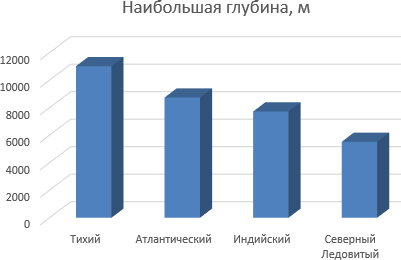 Наибольшая глубина, м
12000
10000
8000
6000
4000
2000
0
Тихий
Атлантический
Индийский
Северный
Ледовитый